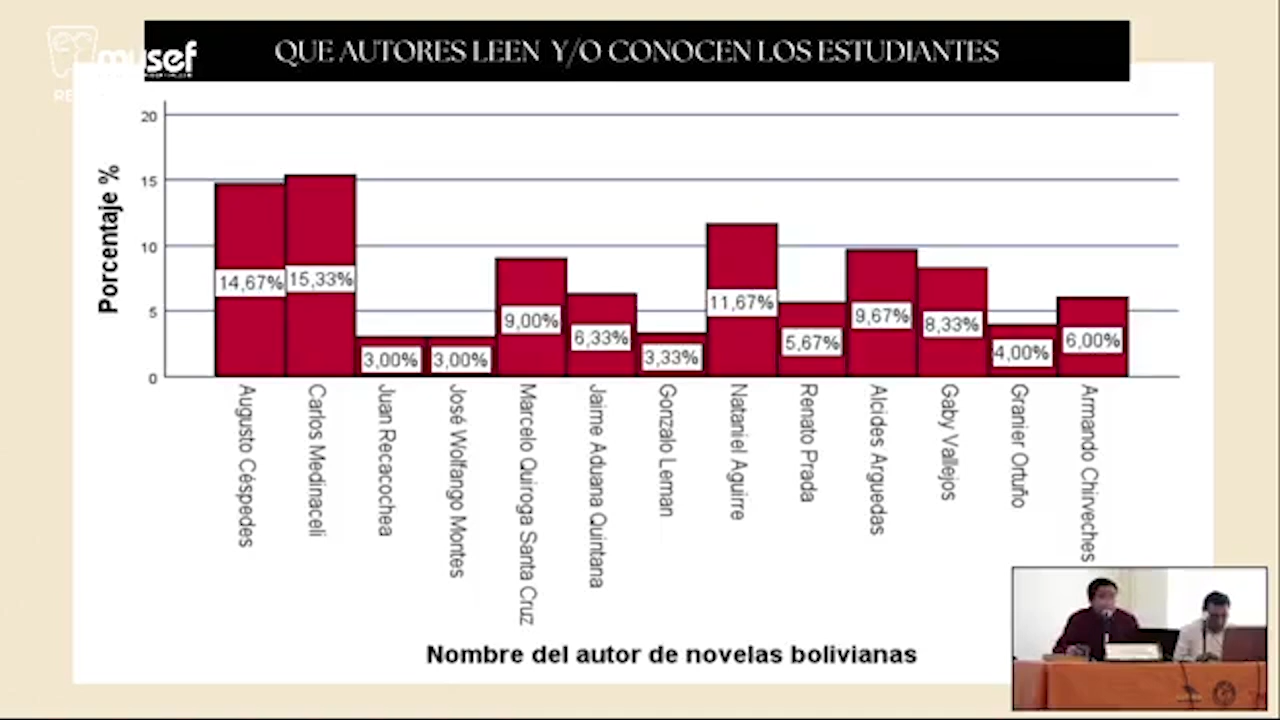 musef
QUE AUTORES LEEN Y/O CONOCEN LOS ESTUDIANTES
Porcentaje %
20
15
10
5
0
14,67%
15,33%
3,00%
3,00%
9,00%
6,33%
3,33%
11,67%
5,67%
9,67%
8,33%
4,00%
6,00%
Augusto Céspedes
Carlos Medinaceli
Juan Recacochea
José Wolfango Montes
Marcelo Quiroga Santa Cruz
Jaime Aduana Quintana
Gonzalo Leman
Nataniel Aguirre
Renato Prada
Alcides Arguedas
Gaby Vallejos
Granier Ortuño
Armando Chirveches
Nombre del autor de novelas bolivianas